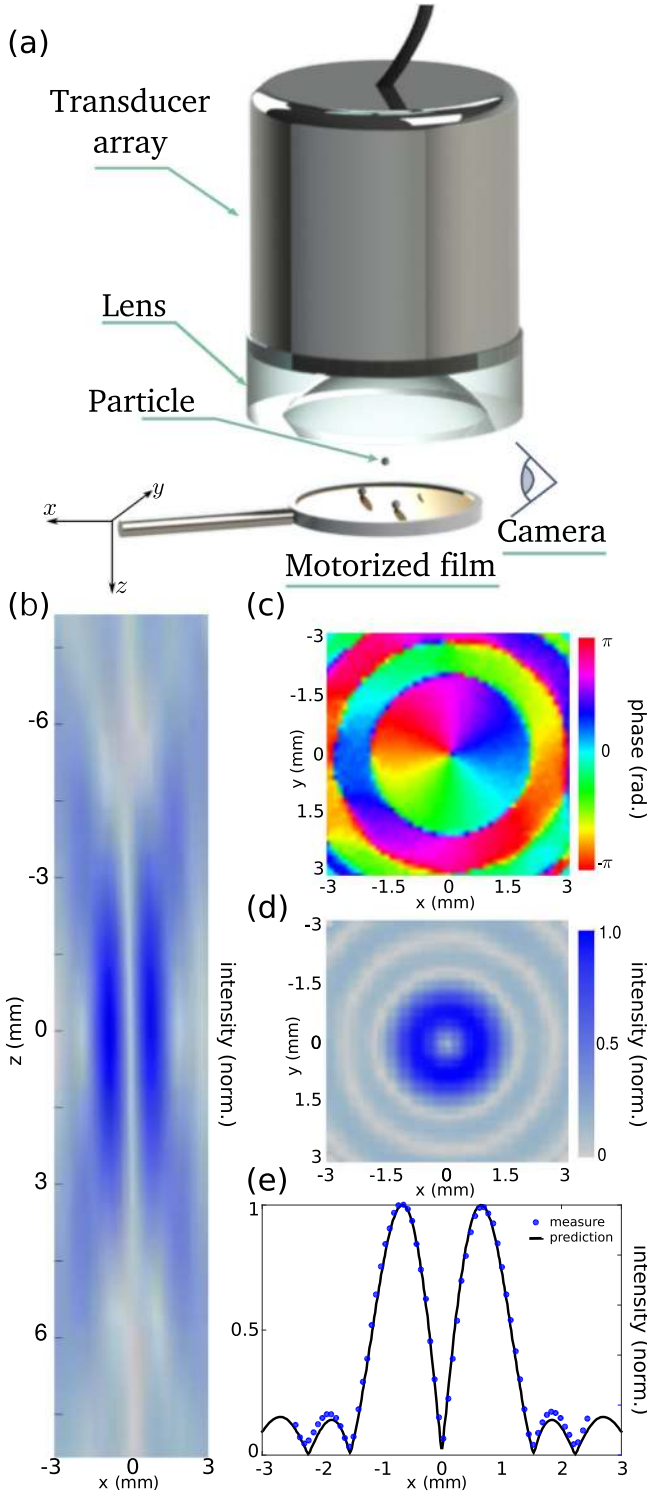 (a)
Transducer
array
Lens
Particle
x
y
z
Camera
Motorized film
(b)
-6
-3
0
3
6
z (mm)
-3
0
3
x (mm)
intensity (norm.)
(c)
-3
-1.5
0
1.5
3
y (mm)
-3 -1.5 0 1.5 3
x (mm)
π
0
-π
phase (rad.)
(d)
-3
-1.5
0
1.5
3
y (mm)
-3 -1.5 0 1.5 3
x (mm)
1.0
0.5
0
intensity (norm.)
(e)
1
0.5
0
-3 -2 -1 0 1 2 3
x (mm)
measure
prediction
intensity (norm.)